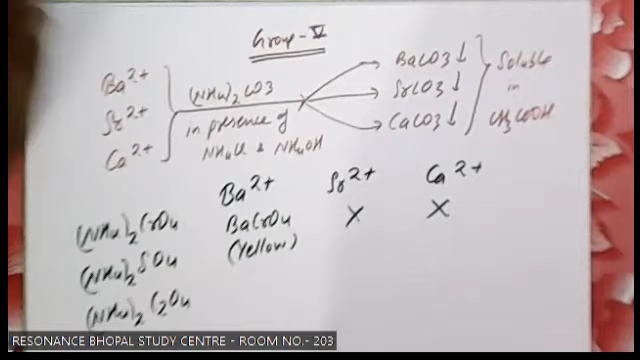 Group-V
Ba2+
Sr2+
Ca2+
(NH4)2CO3
in presence of
NH4Cl & NH4OH
BaCO3↓
SrCO3↓
CaCO3↓
Soluble
in
CH3COOH
Ba2+ Sr2+ Ca2+
(NH4)2CrO4 BaCrO4 X X
(Yellow)
(NH4)2SO4
(NH4)2C2O4
RESONANCE BHOPAL STUDY CENTRE - ROOM NO.- 203